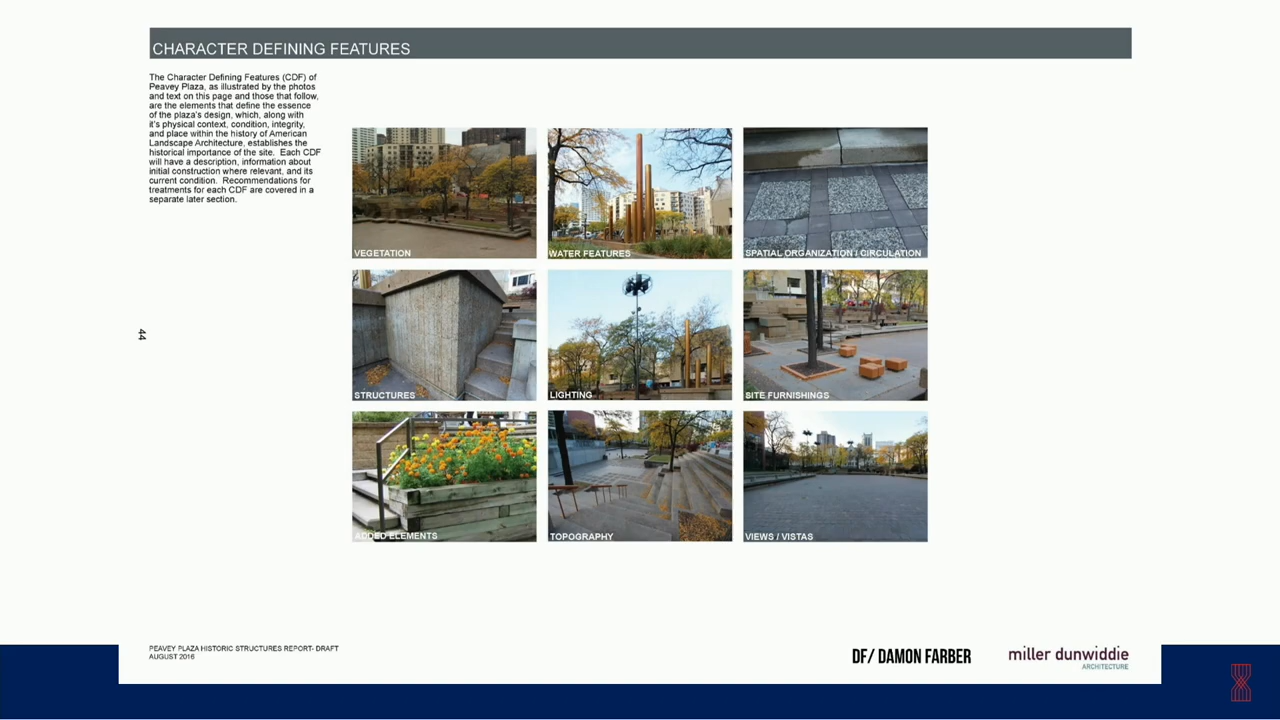 CHARACTER DEFINING FEATURES
The Character Defining Features (CDF) of
Peavey Plaza, as illustrated by the photos
and text on this page and those that follow,
are the elements that define the essence
of the plaza's design, which, along with
it's physical context, condition, integrity,
and place within the history of American
Landscape Architecture, establishes the
historical importance of the site. Each CDF
will have a description, information about
initial construction where relevant, and its
current condition. Recommendations for
treatments for each CDF are covered in a
separate later section.
VEGETATION
WATER FEATURES
SPATIAL ORGANIZATION / CIRCULATION
44
STRUCTURES
LIGHTING
SITE FURNISHINGS
ADDED ELEMENTS
TOPOGRAPHY
VIEWS / VISTAS
PEAVEY PLAZA HISTORIC STRUCTURES REPORT- DRAFT
AUGUST 2016
DF/ DAMON FARBER
miller dunwiddie
ARCHITECTURE